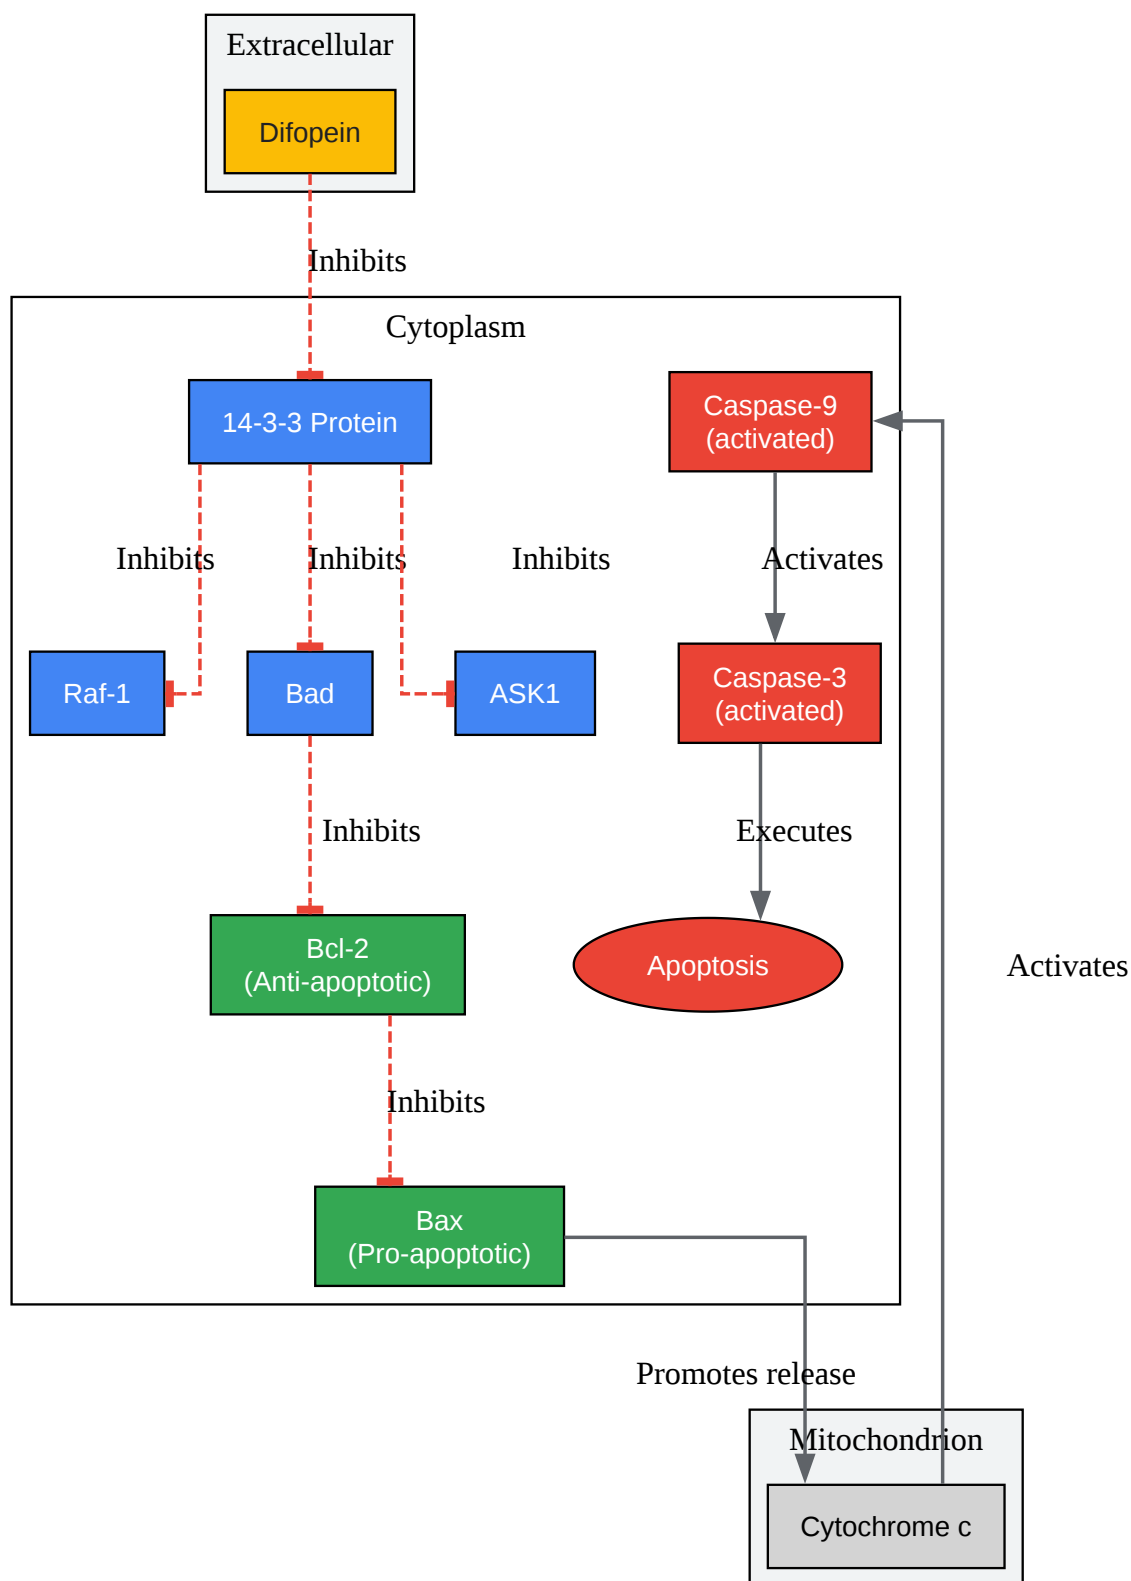 Extracellular
Difopein
Inhibits
Cytoplasm
14-3-3 Protein
Caspase-9
(activated)
Inhibits
Inhibits
Inhibits
Activates
Raf-1
Bad
ASK1
Caspase-3
(activated)
Inhibits
Executes
Bcl-2
(Anti-apoptotic)
Apoptosis
Activates
Inhibits
Bax
(Pro-apoptotic)
Promotes release
Mitochondrion
Cytochrome c